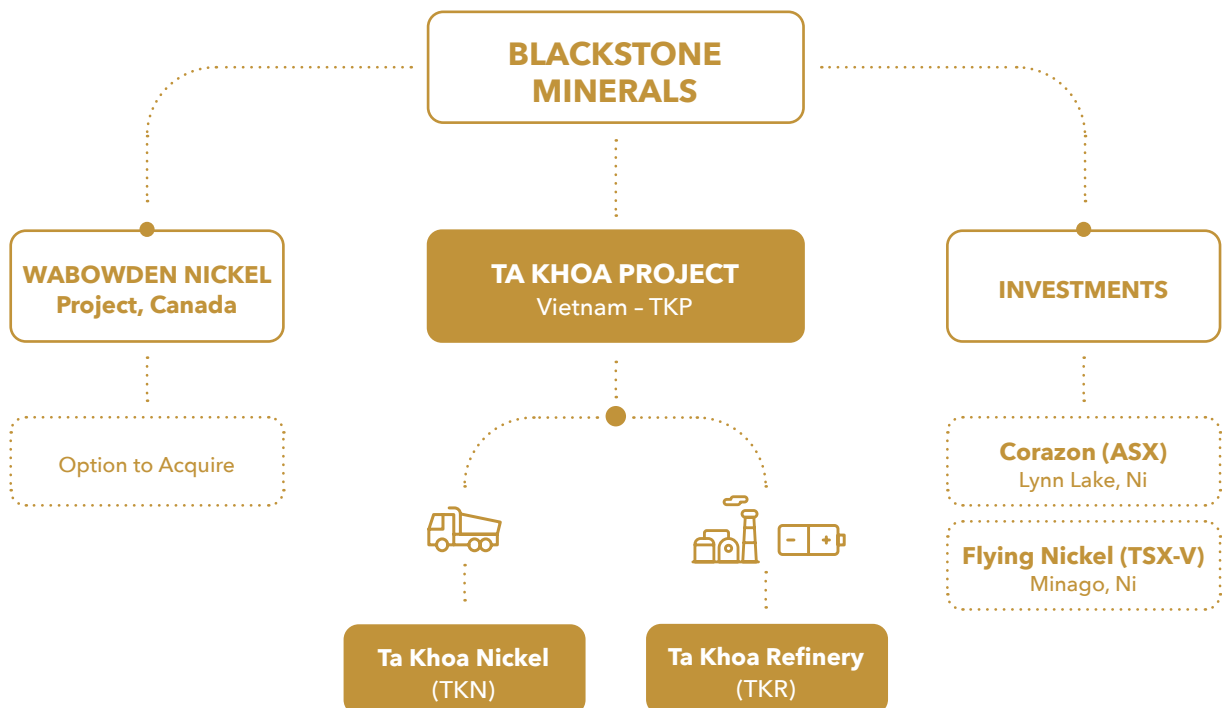 BLACKSTONE
MINERALS
WABOWDEN NICKEL
Project, Canada
TA KHOA PROJECT
Vietnam – TKP
INVESTMENTS
Option to Acquire
Corazon (ASX)
Lynn Lake, Ni
Flying Nickel (TSX-V)
Minago, Ni
Ta Khoa Nickel
(TKN)
Ta Khoa Refinery
(TKR)